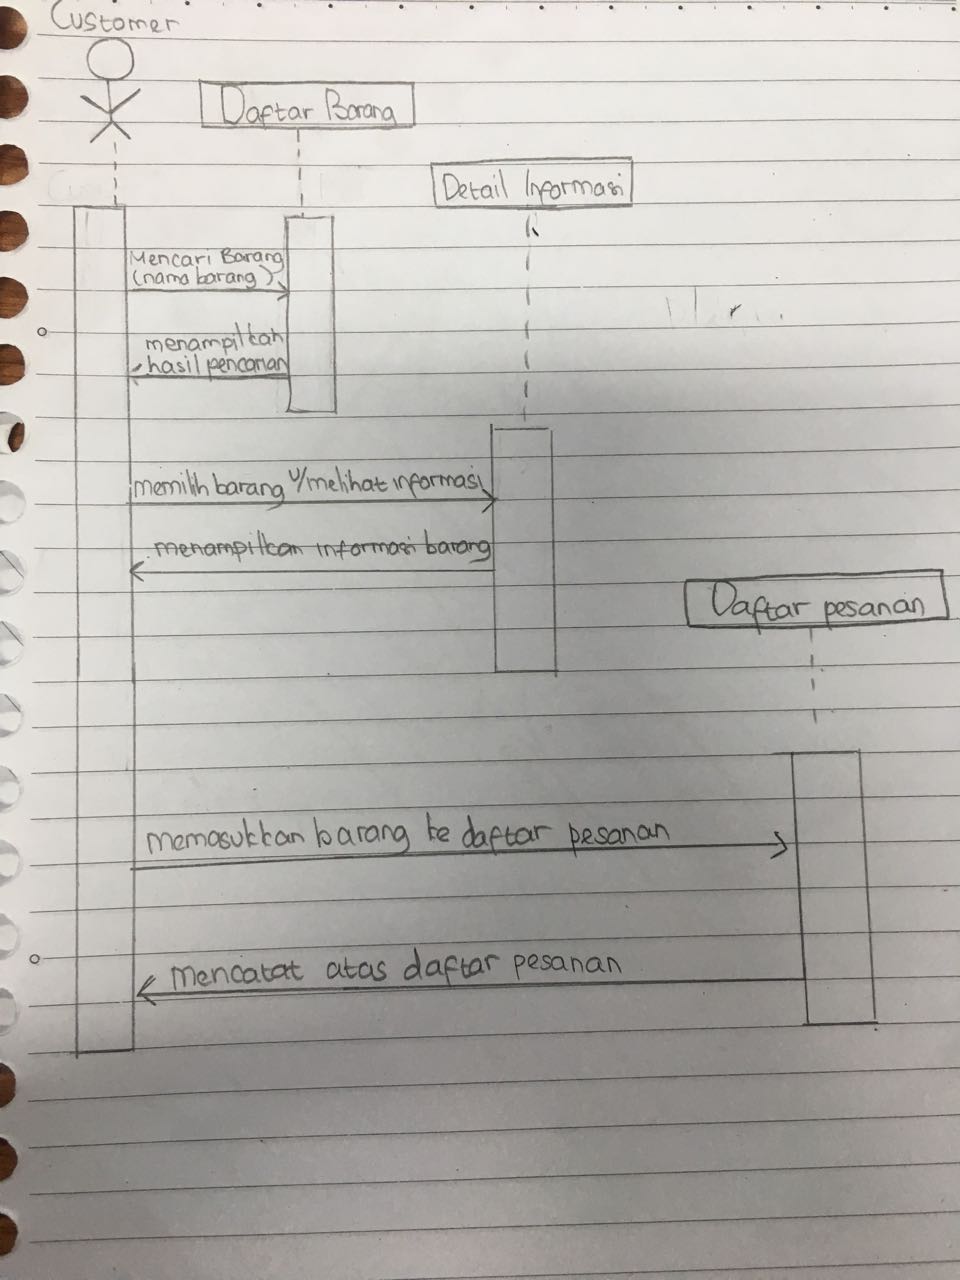 Customer
Daftar Barang
Detail Informasi
Mencari Barang
(nama barang)
menampilkan
hasil pencarian
memilih barang u/melihat informasi
menampilkan informasi barang
Daftar pesanan
memasukkan barang ke daftar pesanan
mencatat atas daftar pesanan